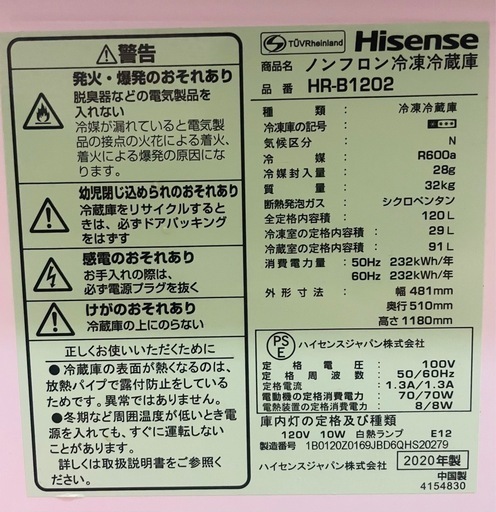 警告
発火・爆発のおそれあり
脱臭器などの電気製品を
入れない
冷媒が漏れていると電気製
品の接点の火花による着火、
着火による爆発の原因にな
ります。
幼児閉じ込められのおそれあり
冷蔵庫をリサイクルすると
きは、必ずドアパッキング
をはずす
感電のおそれあり
お手入れの際は、
必ず電源プラグを抜く
けがのおそれあり
冷蔵庫の上にのらない
正しくお使いいただくために
●冷蔵庫の表面が熱くなるのは、
放熱パイプで露付防止をしている
ためです。異常ではありません。
●冬期など周囲温度が低いとき電
源を入れても、すぐに運転しない
ことがあります。
詳しくは取扱説明書をご参照く
ださい。
TÜVRheinland
Hisense
商品名 ノンフロン冷凍冷蔵庫
品番 HR-B1202
種類 : 冷凍冷蔵庫
冷凍庫の記号 : 
気候区分 : N
冷媒 : R600a
冷媒封入量 : 28g
質量 : 32kg
断熱発泡ガス : シクロペンタン
全定格内容積 : 120L
冷凍室の定格内容積 : 29L
冷蔵室の定格内容積 : 91L
消費電力量 : 50Hz 232kWh/年
60Hz 232kWh/年
外形寸法 : 幅481mm
奥行510mm
高さ1180mm
PS
E
ハイセンスジャパン株式会社
定格電圧 : 100V
定格周波数 : 50/60Hz
定格電流 : 1.3A/1.3A
電動機の定格消費電力 : 70/70W
電熱装置の定格消費電力 : 8/8W
庫内灯の定格及び種類
120V 10W 白熱ランプ E12
製造番号 1B0120Z0169JBD6QHS20279
ハイセンスジャパン株式会社 2020年製
中国製
4154830